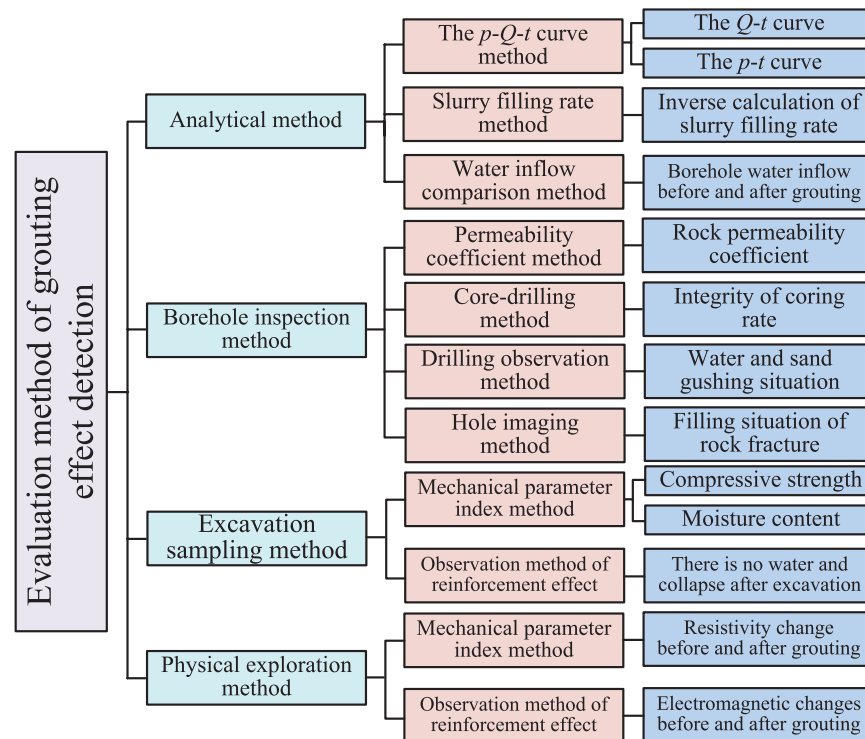 Evaluation method of grouting
effect detection
Analytical method
The p-Q-t curve
method
The Q-t curve
The p-t curve
Slurry filling rate
method
Inverse calculation of
slurry filling rate
Water inflow
comparison method
Borehole water inflow
before and after grouting
Borehole inspection
method
Permeability
coefficient method
Rock permeability
coefficient
Core-drilling
method
Integrity of coring
rate
Drilling observation
method
Water and sand
gushing situation
Hole imaging
method
Filling situation of
rock fracture
Excavation
sampling method
Mechanical parameter
index method
Compressive strength
Moisture content
Observation method of
reinforcement effect
There is no water and
collapse after excavation
Physical exploration
method
Mechanical parameter
index method
Resistivity change
before and after grouting
Observation method of
reinforcement effect
Electromagnetic changes
before and after grouting